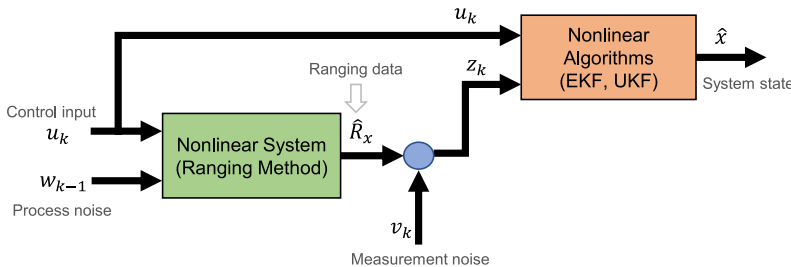 u_k
Nonlinear
Algorithms
(EKF, UKF)
x̂
System state
z_k
Ranging data
Control input
u_k
Nonlinear System
(Ranging Method)
R̂_x
w_{k−1}
Process noise
v_k
Measurement noise